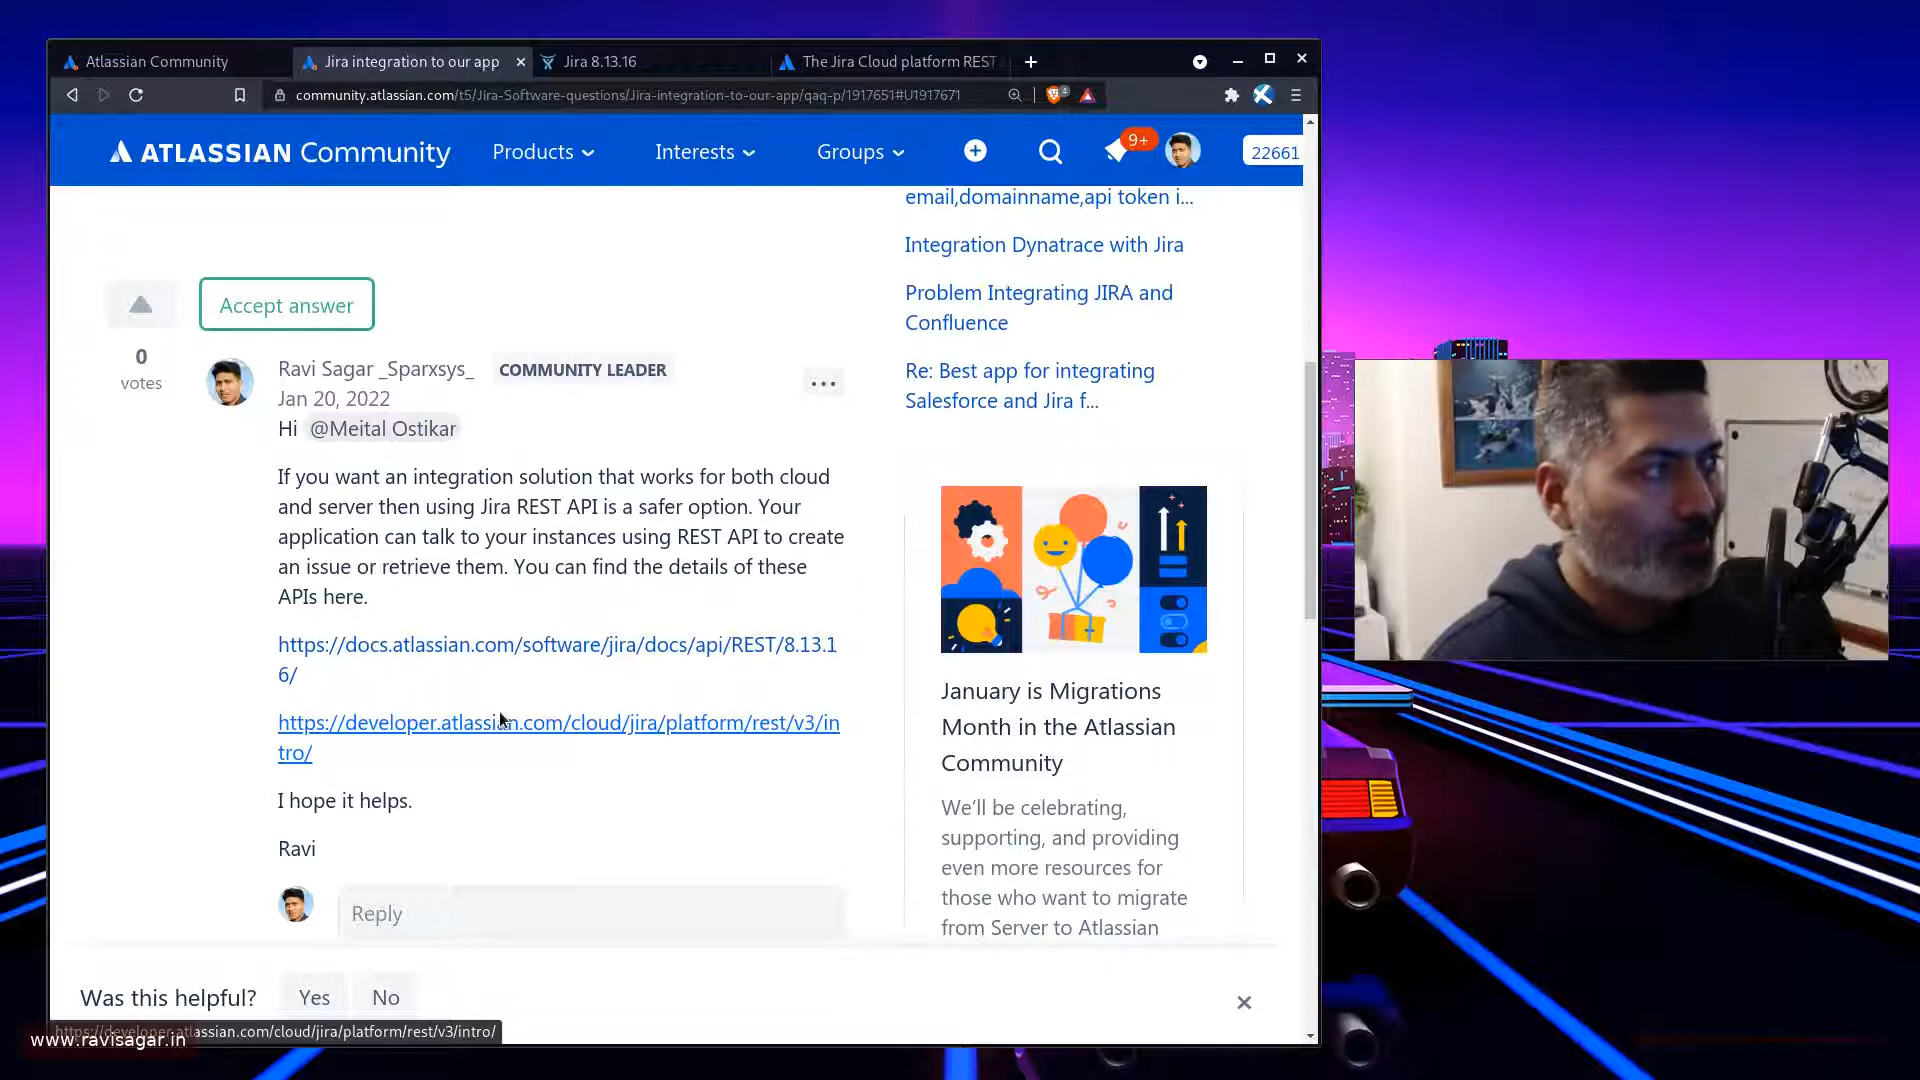 Atlassian Community
Jira integration to our app
Jira 8.13.16
The Jira Cloud platform REST
community.atlassian.com/t5/Jira-Software-questions/Jira-integration-to-our-app/qaq-p/1917651#U1917671
4
ATLASSIAN Community
Products
Interests
Groups
9+
22661
email,domainname,api token i...
Integration Dynatrace with Jira
Problem Integrating JIRA and
Confluence
Re: Best app for integrating
Salesforce and Jira f...
Accept answer
0
votes
Ravi Sagar _Sparxsys_ COMMUNITY LEADER
Jan 20, 2022
Hi @Meital Ostikar
If you want an integration solution that works for both cloud
and server then using Jira REST API is a safer option. Your
application can talk to your instances using REST API to create
an issue or retrieve them. You can find the details of these
APIs here.
https://docs.atlassian.com/software/jira/docs/api/REST/8.13.1
6/
https://developer.atlassian.com/cloud/jira/platform/rest/v3/in
tro/
I hope it helps.
Ravi
Reply
January is Migrations
Month in the Atlassian
Community
We'll be celebrating,
supporting, and providing
even more resources for
those who want to migrate
from Server to Atlassian
Was this helpful? Yes No
https://developer.atlassian.com/cloud/jira/platform/rest/v3/intro/
www.ravisagar.in